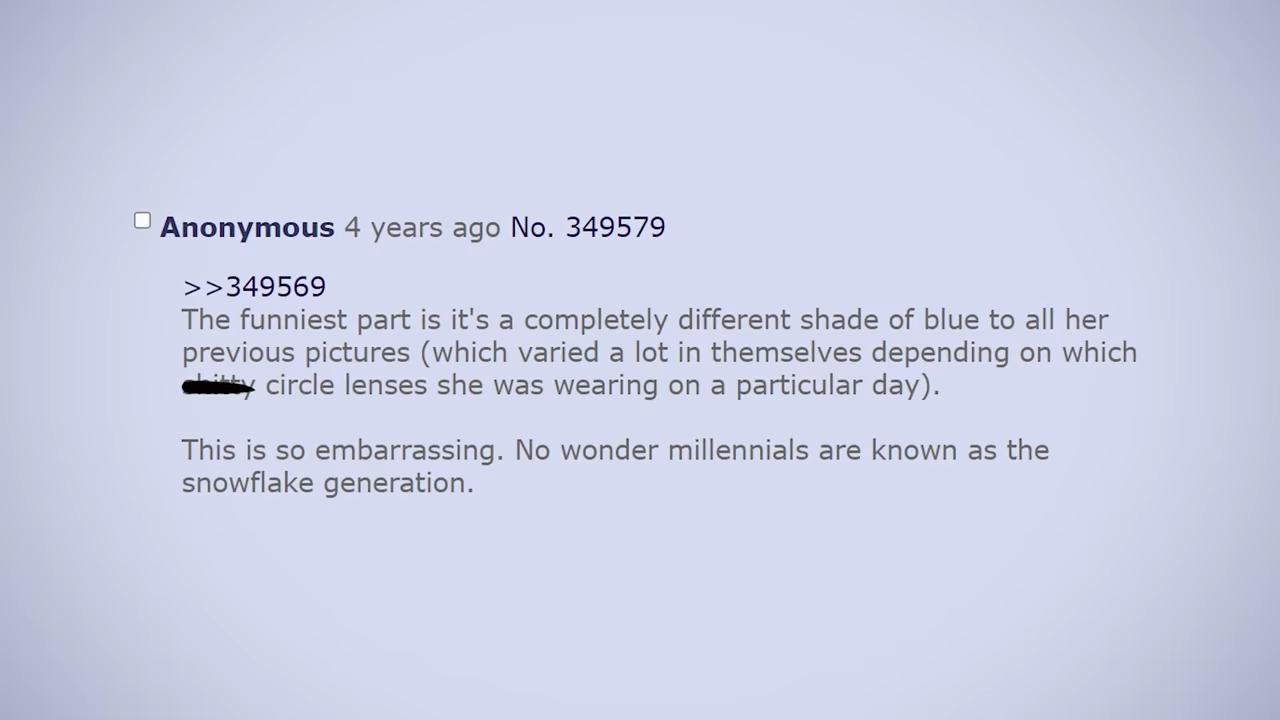 Anonymous 4 years ago No. 349579
>>349569
The funniest part is it's a completely different shade of blue to all her
previous pictures (which varied a lot in themselves depending on which
circle lenses she was wearing on a particular day).
This is so embarrassing. No wonder millennials are known as the
snowflake generation.